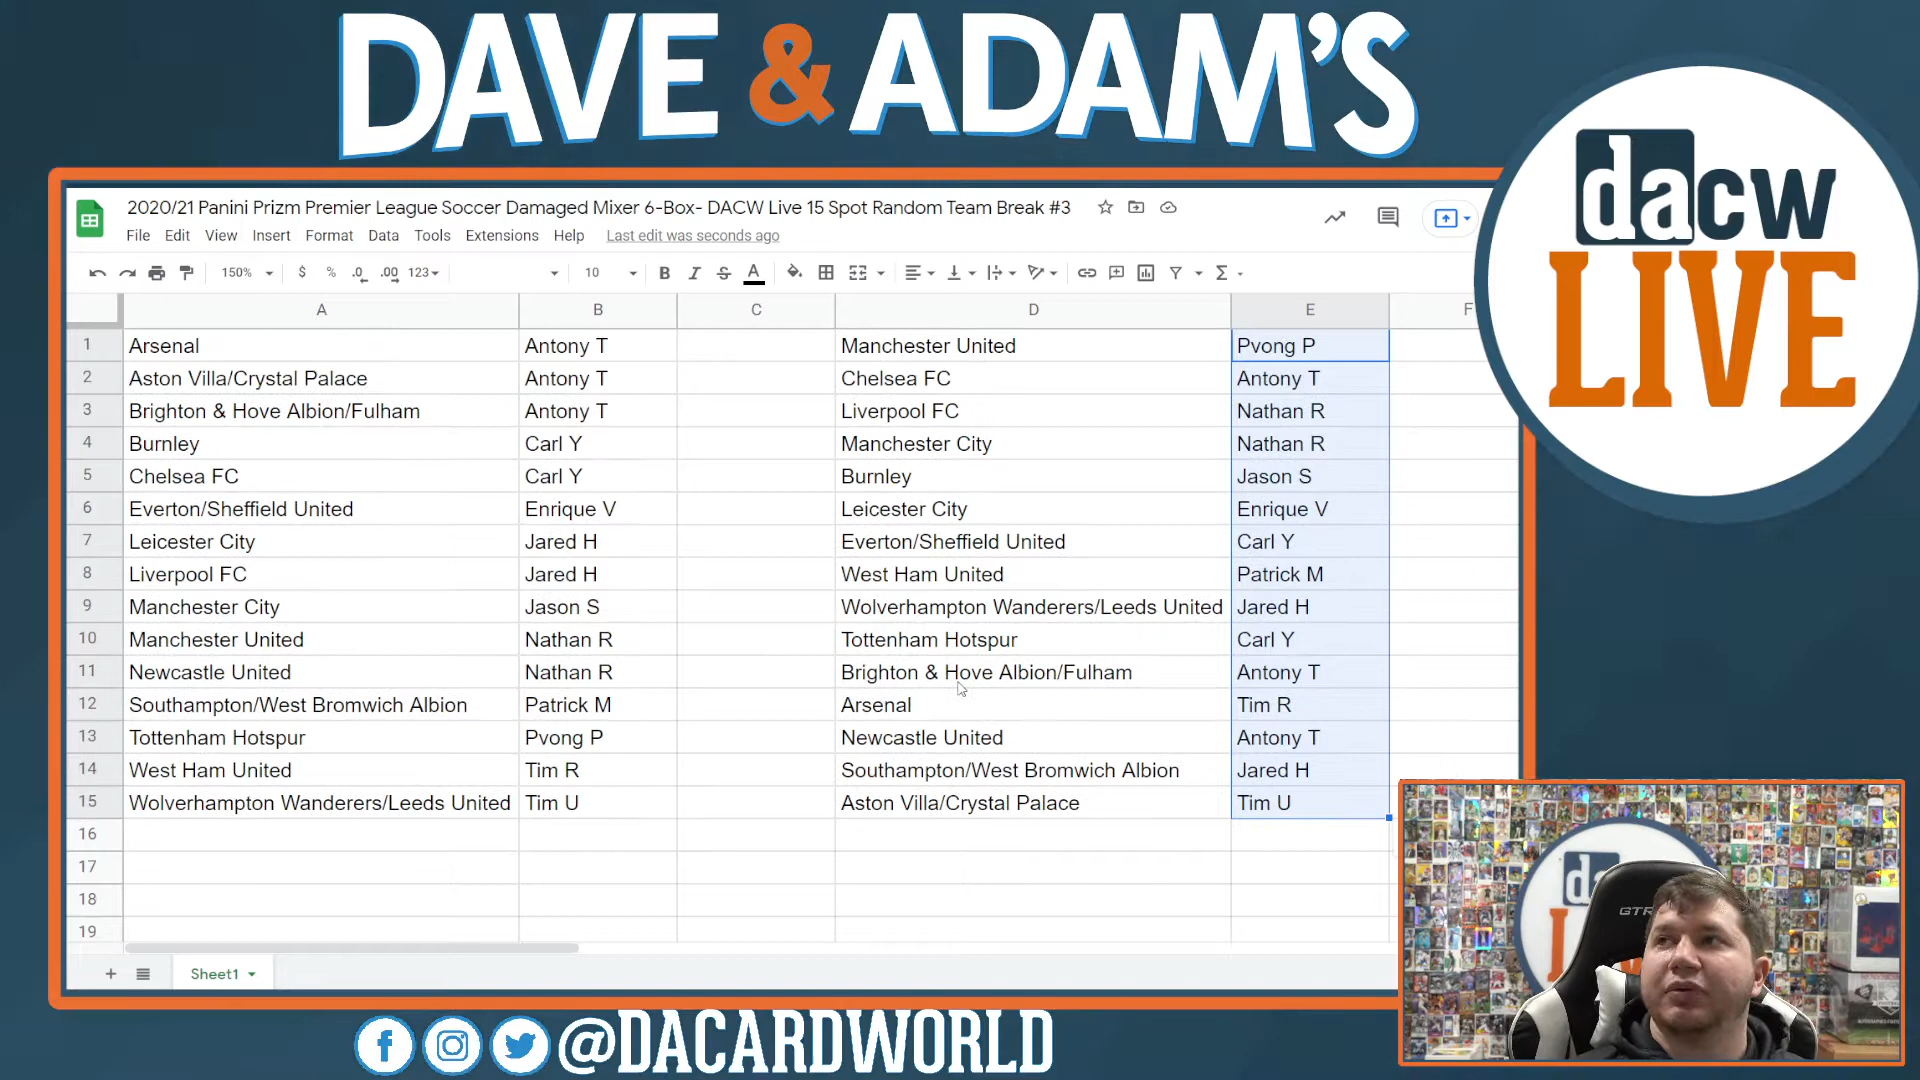 DAVE & ADAM'S
dacw
LIVE
2020/21 Panini Prizm Premier League Soccer Damaged Mixer 6-Box- DACW Live 15 Spot Random Team Break #3
File Edit View Insert Format Data Tools Extensions Help Last edit was seconds ago
150% $ % .0 .00 123 10 B I S A
A B C D E F
1 Arsenal Antony T Manchester United Pvong P
2 Aston Villa/Crystal Palace Antony T Chelsea FC Antony T
3 Brighton & Hove Albion/Fulham Antony T Liverpool FC Nathan R
4 Burnley Carl Y Manchester City Nathan R
5 Chelsea FC Carl Y Burnley Jason S
6 Everton/Sheffield United Enrique V Leicester City Enrique V
7 Leicester City Jared H Everton/Sheffield United Carl Y
8 Liverpool FC Jared H West Ham United Patrick M
9 Manchester City Jason S Wolverhampton Wanderers/Leeds United Jared H
10 Manchester United Nathan R Tottenham Hotspur Carl Y
11 Newcastle United Nathan R Brighton & Hove Albion/Fulham Antony T
12 Southampton/West Bromwich Albion Patrick M Arsenal Tim R
13 Tottenham Hotspur Pvong P Newcastle United Antony T
14 West Ham United Tim R Southampton/West Bromwich Albion Jared H
15 Wolverhampton Wanderers/Leeds United Tim U Aston Villa/Crystal Palace Tim U
16
17
18
19
Sheet1
@DACARDWORLD